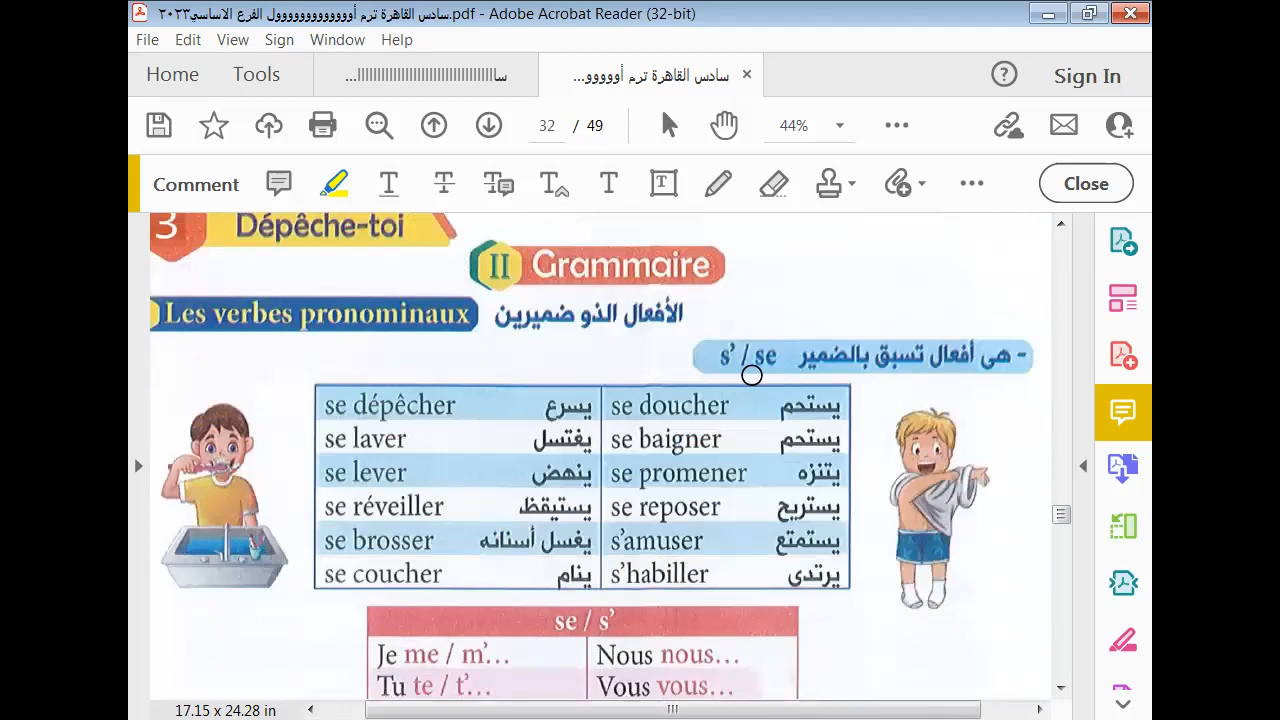 سادس القاهرة ترم أوووووووووووووول الفرع الاساسي٢٠٢٣.pdf - Adobe Acrobat Reader (32-bit)
File Edit View Sign Window Help
Home Tools سااااااااااااااااااااااااااااااا... سادس القاهرة ترم أووووو... × ? Sign In
32 / 49 44%
Comment Close
3 Dépêche-toi
II Grammaire
Les verbes pronominaux الأفعال الذو ضميرين
- هى أفعال تسبق بالضمير s’ / se
se dépêcher يسرع se doucher يستحم
se laver يغتسل se baigner يستحم
se lever ينهض se promener يتنزه
se réveiller يستيقظ se reposer يستريح
se brosser يغسل أسنانه s’amuser يستمتع
se coucher ينام s’habiller يرتدى
se / s’
Je me / m’... Nous nous...
Tu te / t’... Vous vous...
17.15 x 24.28 in